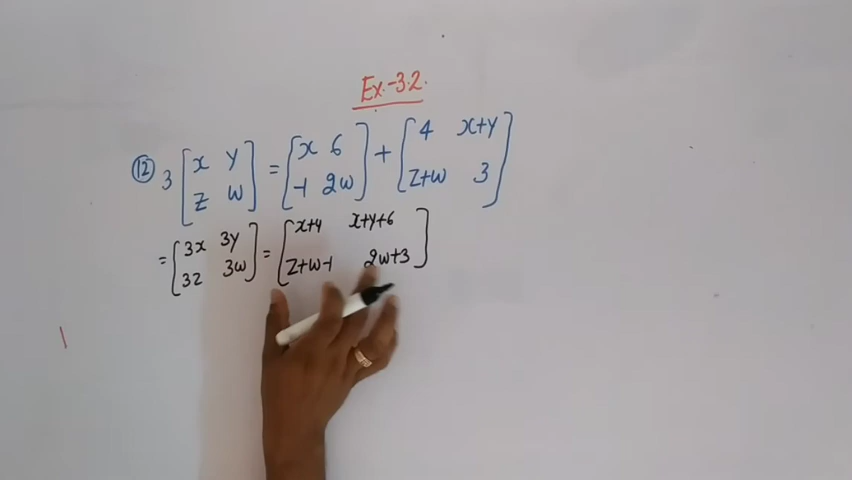 Ex.-3.2.
⑫ 3 [x y; z w] = [x 6; -1 2w] + [4 x+y; z+w 3]
= [3x 3y; 3z 3w] = [x+4 x+y+6; z+w-1 2w+3]